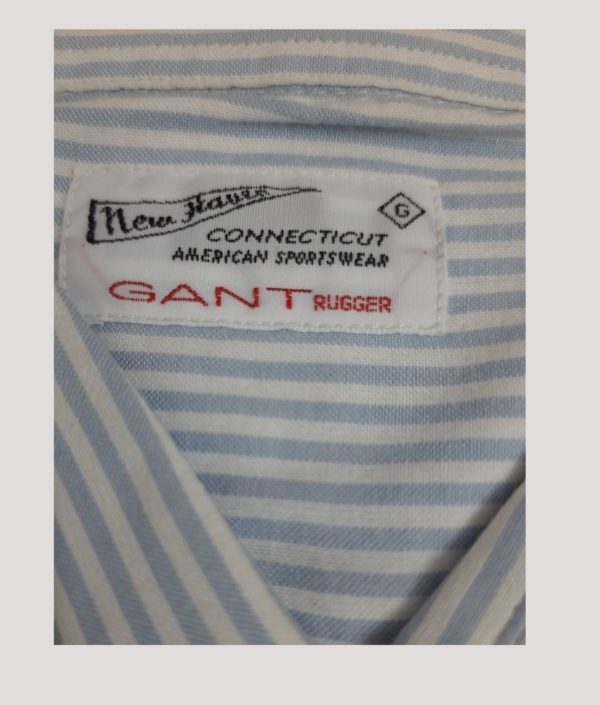 New Haven
G
CONNECTICUT
AMERICAN SPORTSWEAR
GANT RUGGER